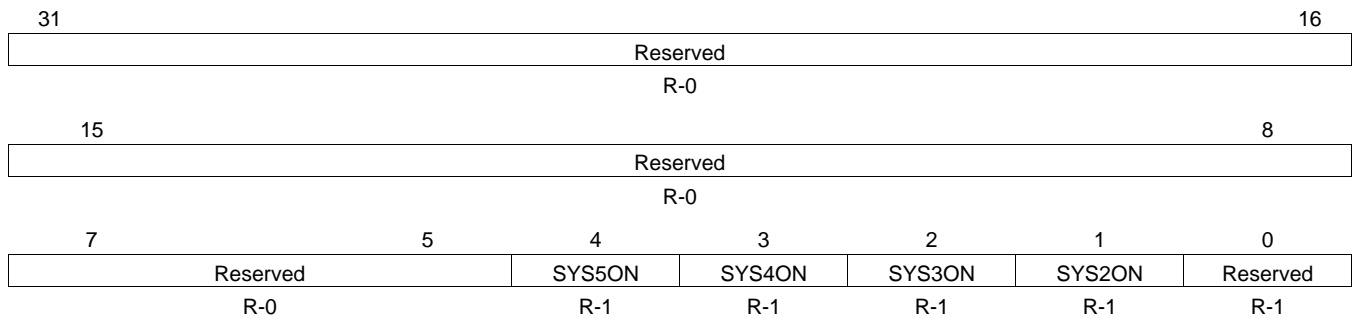 31 16
Reserved
R-0
15 8
Reserved
R-0
7 5 4 3 2 1 0
Reserved SYS5ON SYS4ON SYS3ON SYS2ON Reserved
R-0 R-1 R-1 R-1 R-1 R-1